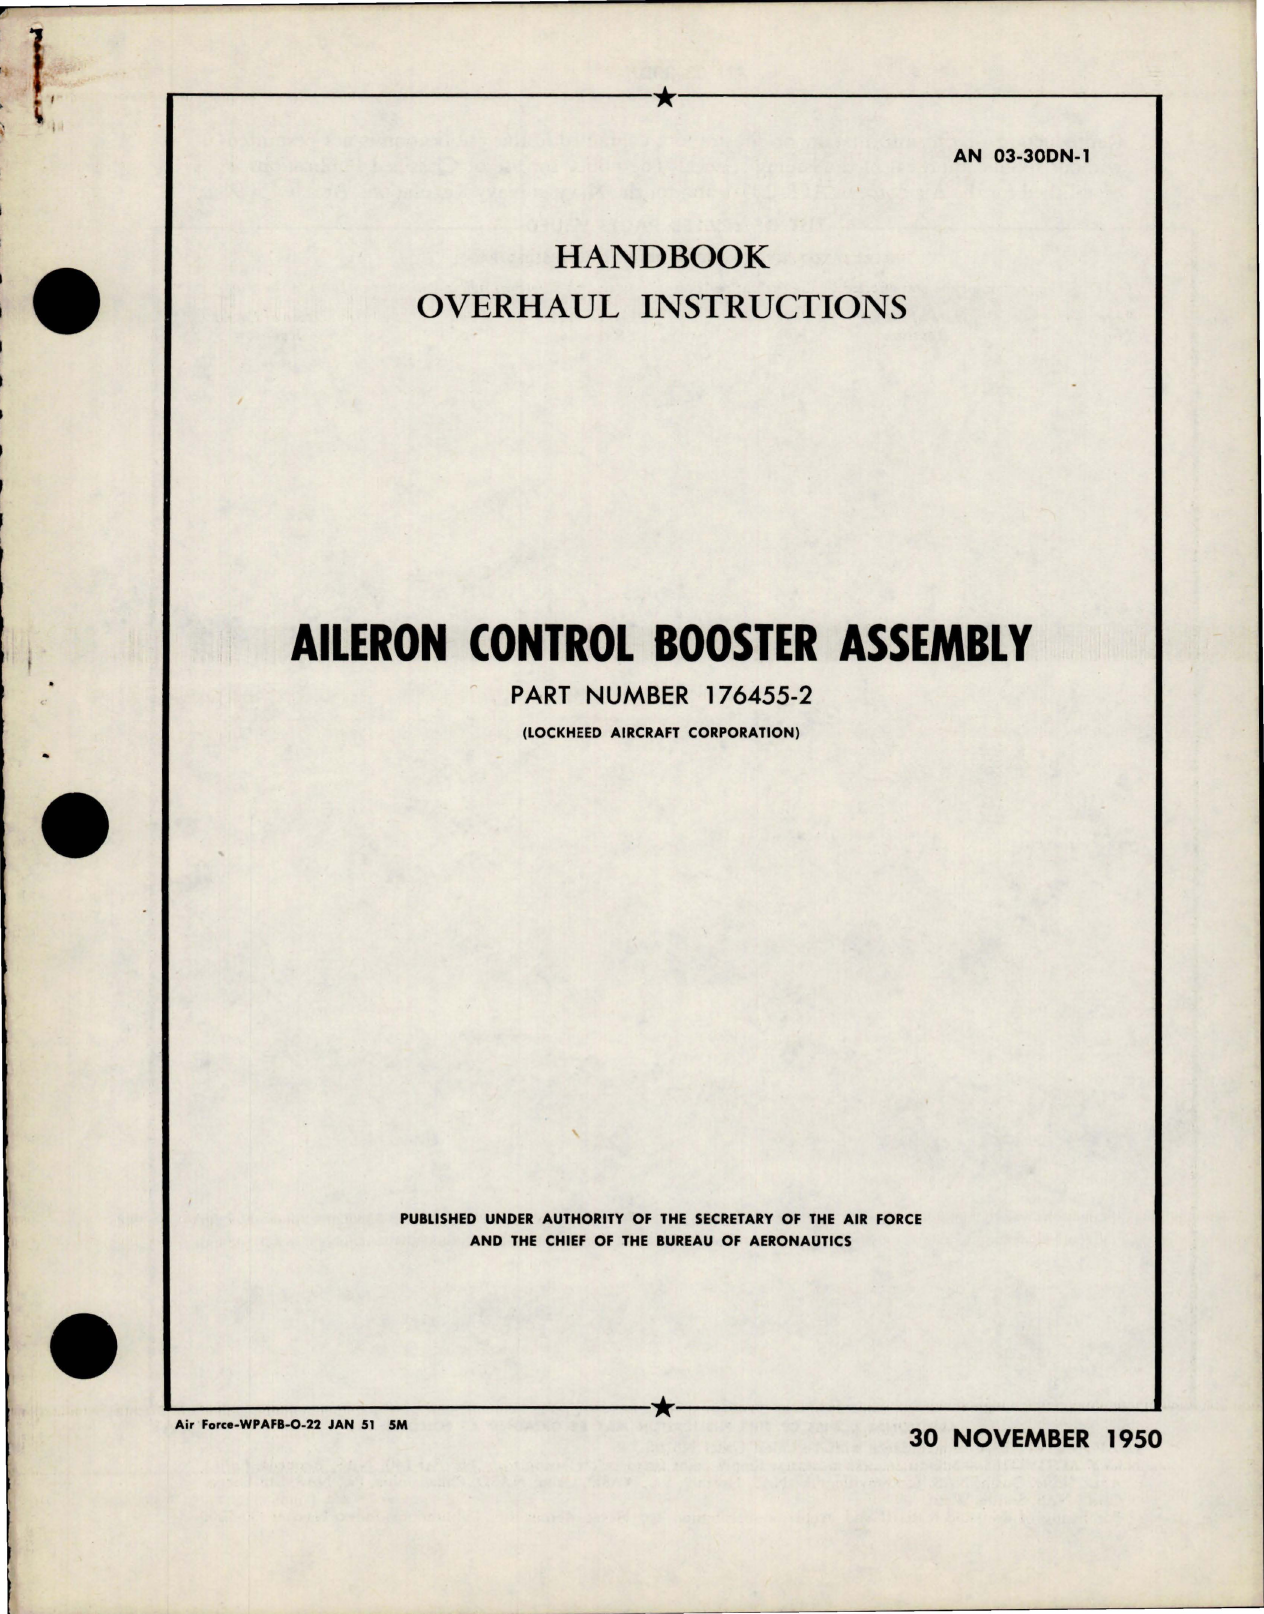 AN 03-30DN-1
HANDBOOK
OVERHAUL INSTRUCTIONS
AILERON CONTROL BOOSTER ASSEMBLY
PART NUMBER 176455-2
(LOCKHEED AIRCRAFT CORPORATION)
PUBLISHED UNDER AUTHORITY OF THE SECRETARY OF THE AIR FORCE
AND THE CHIEF OF THE BUREAU OF AERONAUTICS
Air Force-WPAFB-O-22 JAN 51 5M
30 NOVEMBER 1950